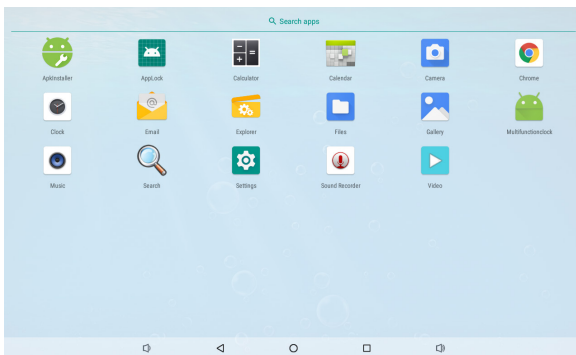 Search apps
ApkInstaller AppLock Calculator Calendar Camera Chrome
Clock Email Explorer Files Gallery Multifunctionclock
Music Search Settings Sound Recorder Video